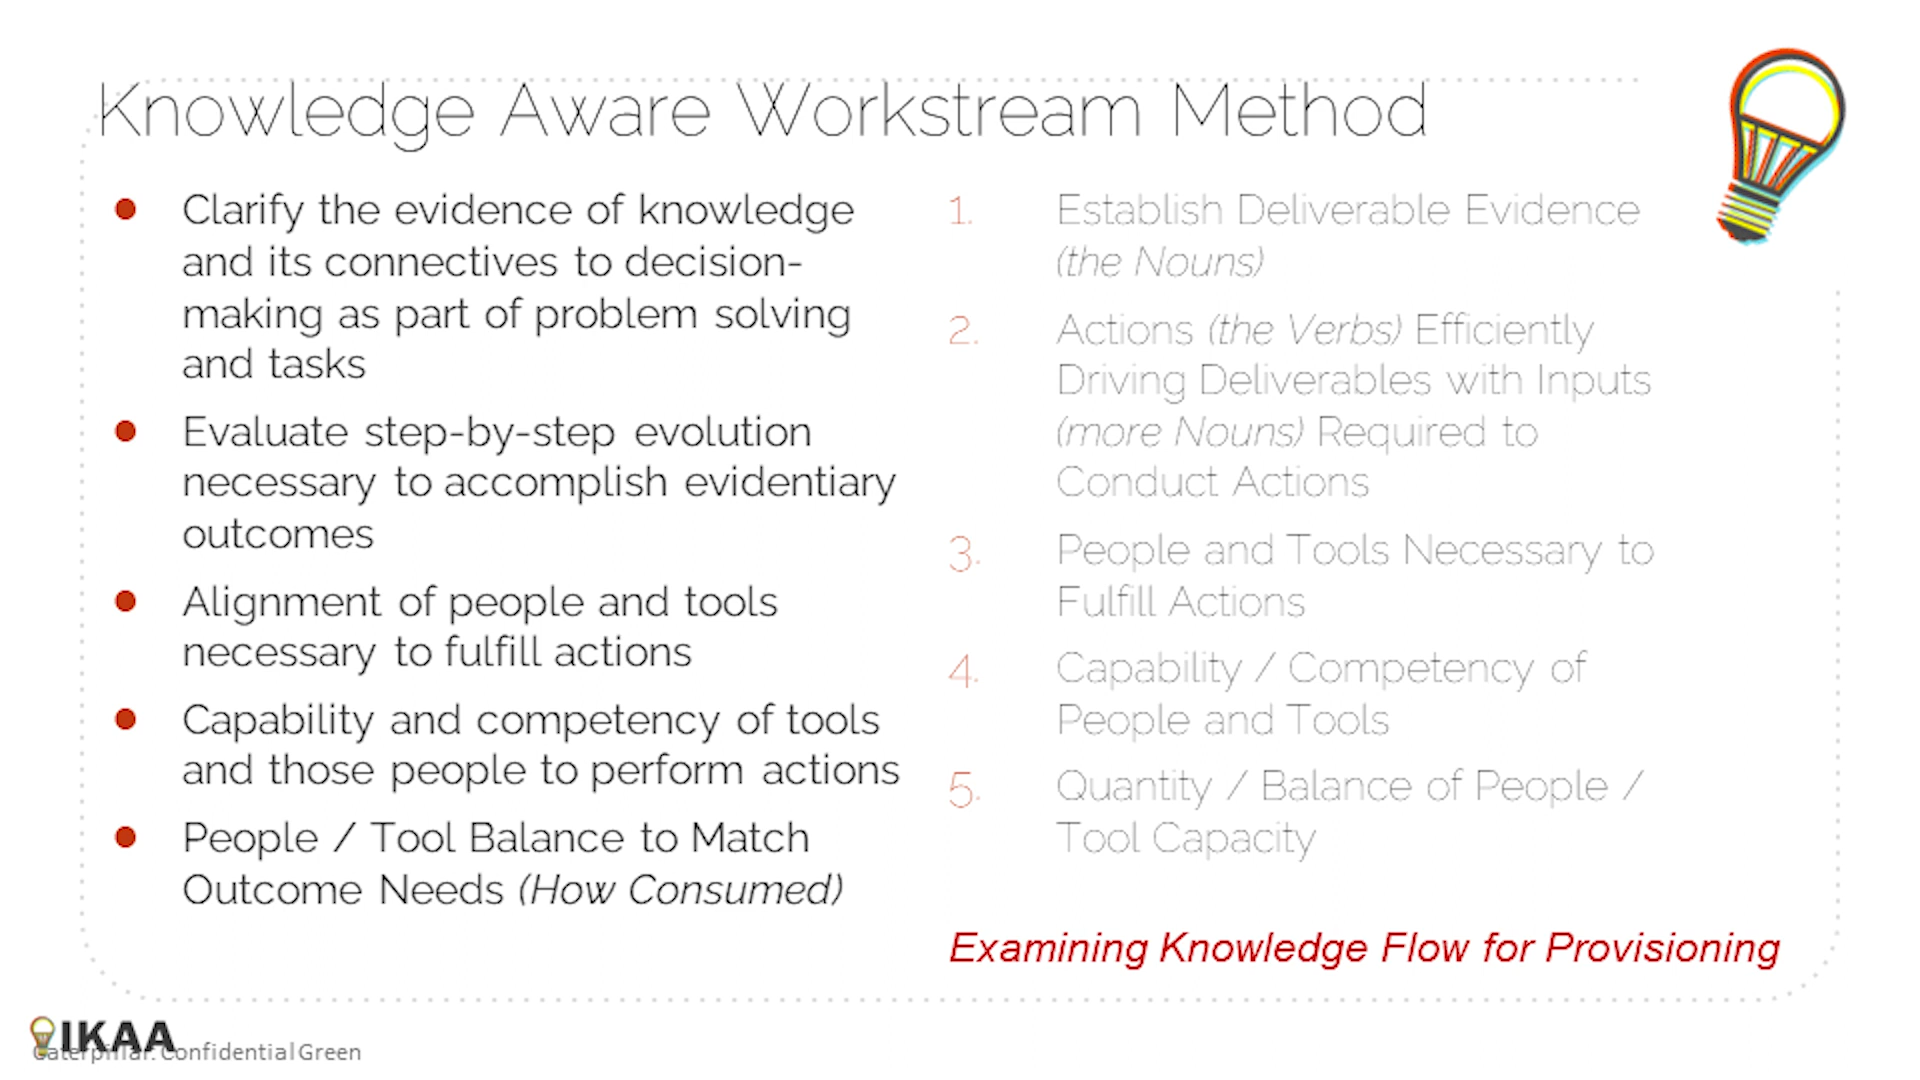 Knowledge Aware Workstream Method
● Clarify the evidence of knowledge
and its connectives to decision-
making as part of problem solving
and tasks
● Evaluate step-by-step evolution
necessary to accomplish evidentiary
outcomes
● Alignment of people and tools
necessary to fulfill actions
● Capability and competency of tools
and those people to perform actions
● People / Tool Balance to Match
Outcome Needs (How Consumed)
1. Establish Deliverable Evidence
(the Nouns)
2. Actions (the Verbs) Efficiently
Driving Deliverables with Inputs
(more Nouns) Required to
Conduct Actions
3. People and Tools Necessary to
Fulfill Actions
4. Capability / Competency of
People and Tools
5. Quantity / Balance of People /
Tool Capacity
Examining Knowledge Flow for Provisioning
IKAA
Caterpillar: Confidential Green